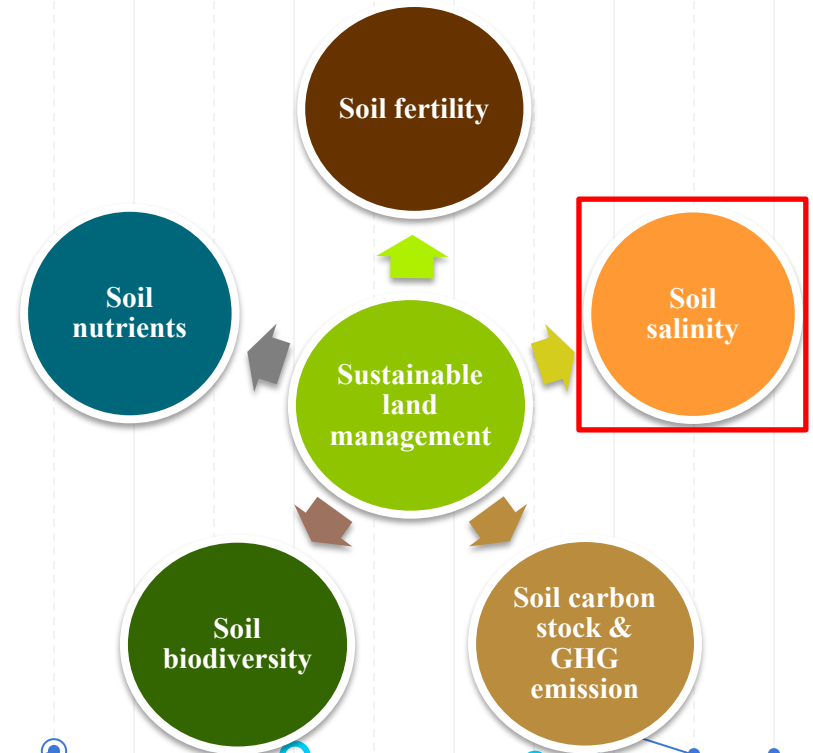 Soil fertility
Soil
nutrients
Soil
salinity
Sustainable
land
management
Soil
biodiversity
Soil carbon
stock &
GHG
emission